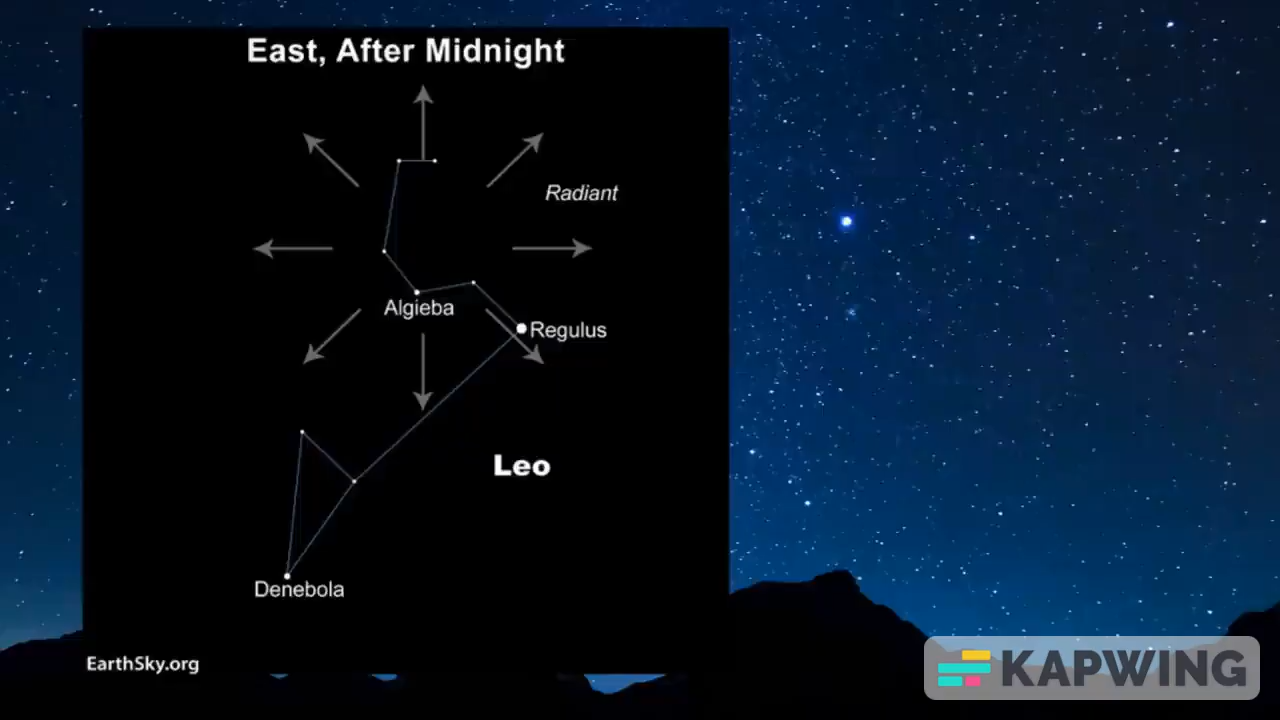 East, After Midnight
Radiant
Algieba
Regulus
Leo
Denebola
EarthSky.org
KAPWING